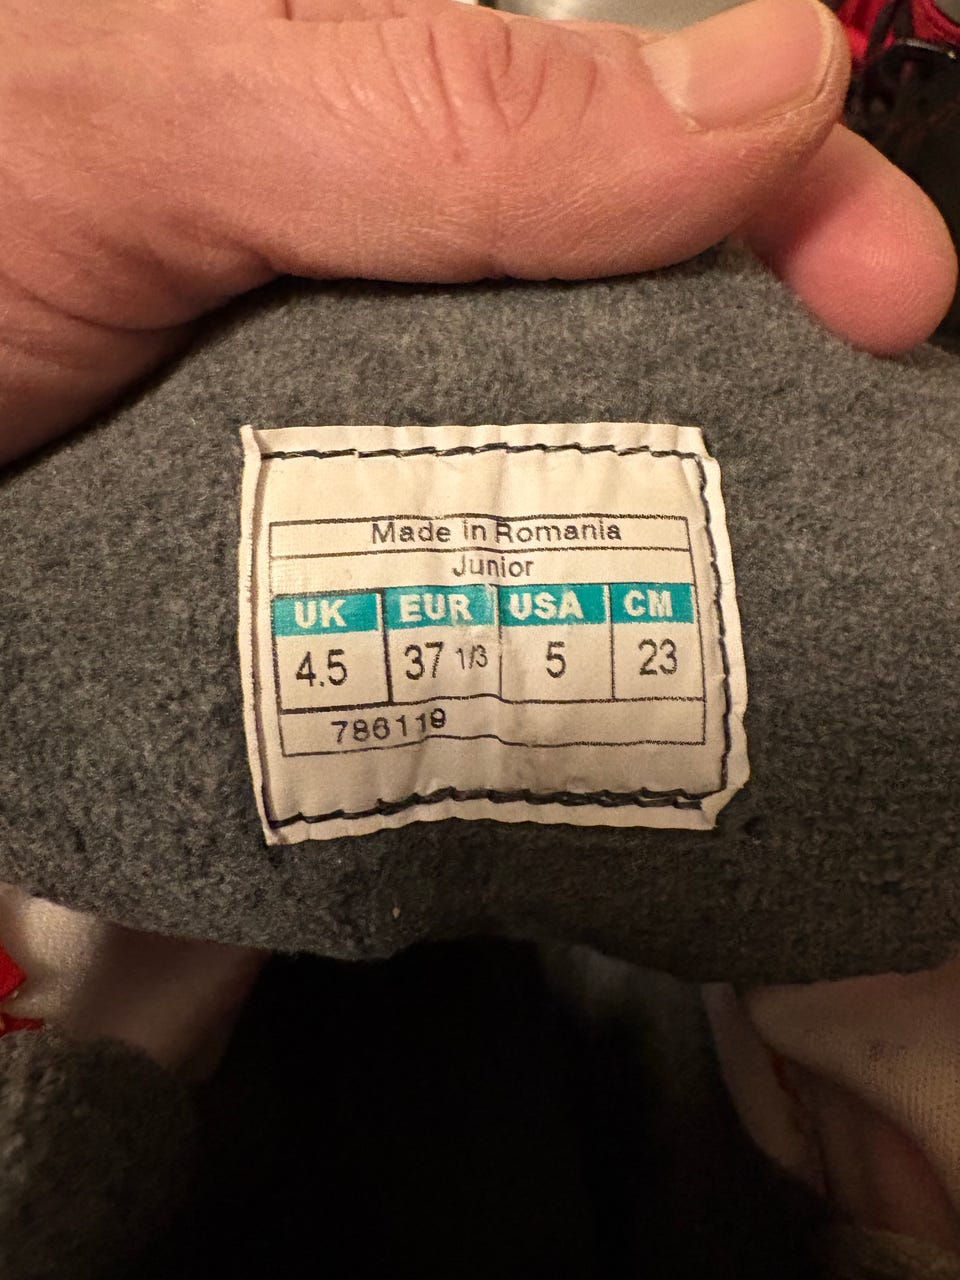 Made in Romania
Junior
UK EUR USA CM
4.5 37 1/3 5 23
786119